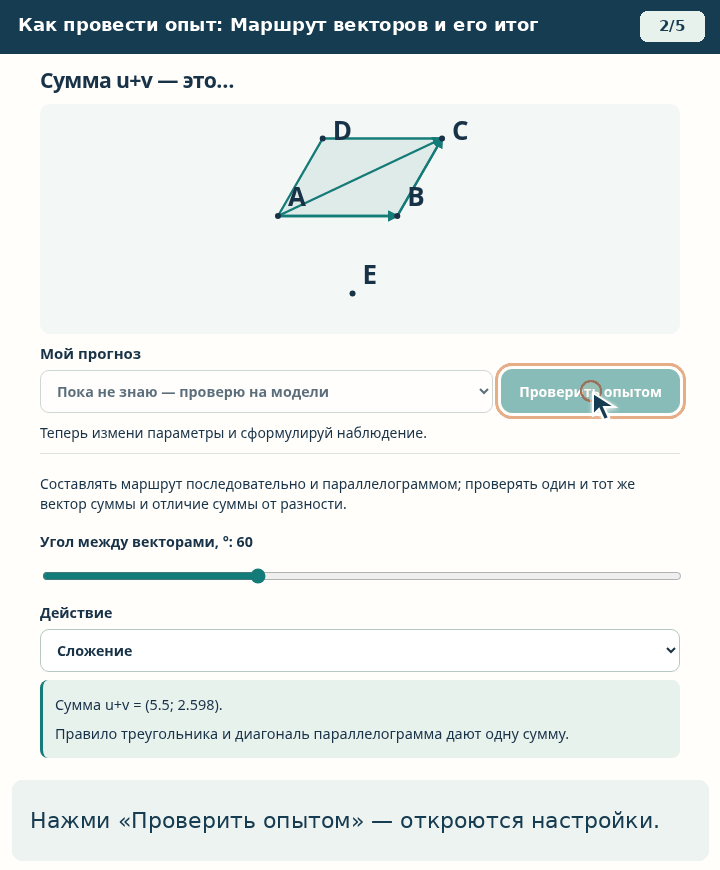 Как провести опыт: Маршрут векторов и его итог
2/5
Сумма u+v — это…
D
C
A
B
E
Мой прогноз
Пока не знаю — проверю на модели
Проверить опытом
Теперь измени параметры и сформулируй наблюдение.
Составлять маршрут последовательно и параллелограммом; проверять один и тот же
вектор суммы и отличие суммы от разности.
Угол между векторами, °: 60
Действие
Сложение
Сумма u+v = (5.5; 2.598).
Правило треугольника и диагональ параллелограмма дают одну сумму.
Нажми «Проверить опытом» — откроются настройки.